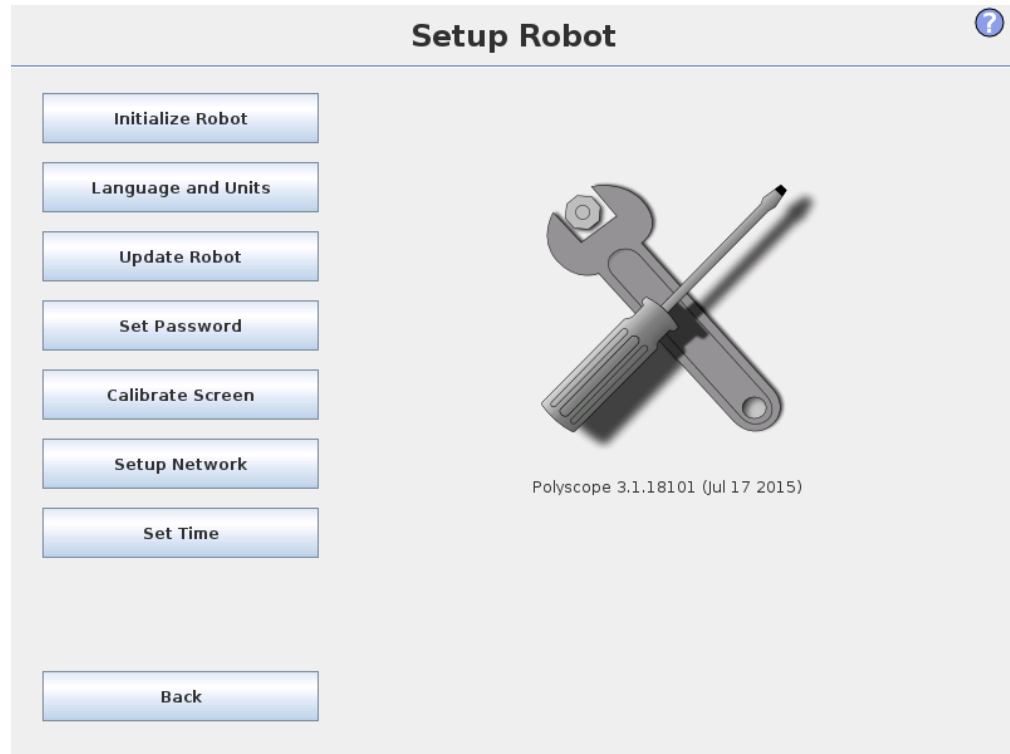 Setup Robot
?
Initialize Robot
Language and Units
Update Robot
Set Password
Calibrate Screen
Setup Network
Set Time
Polyscope 3.1.18101 (Jul 17 2015)
Back